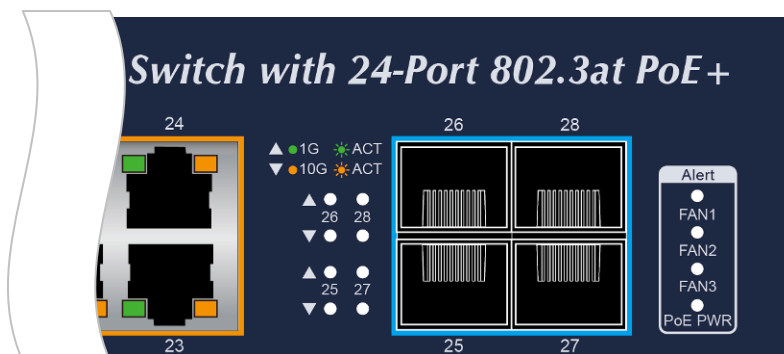 Switch with 24-Port 802.3at PoE+
24
26
28
▲ 1G ACT
▼ 10G ACT
▲
26 28
▼
▲
25 27
▼
Alert
FAN1
FAN2
FAN3
PoE PWR
23
25
27